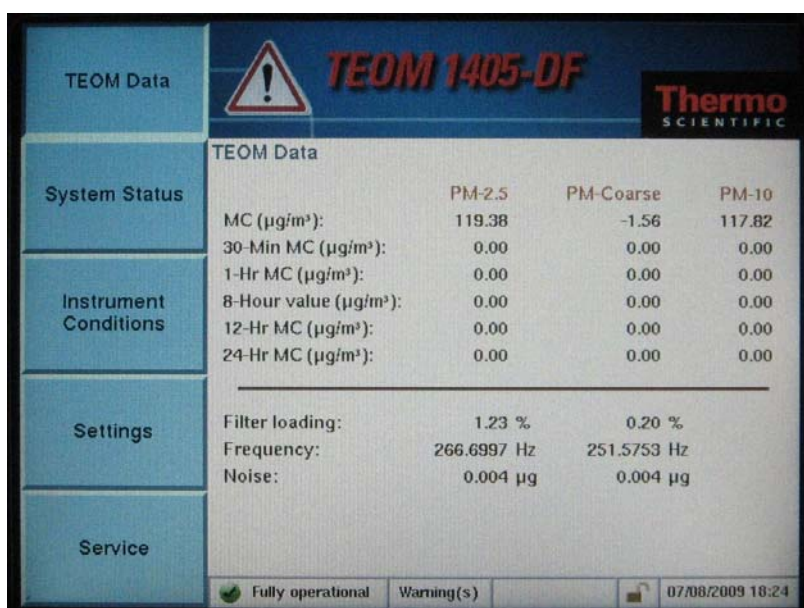 TEOM Data
System Status
Instrument
Conditions
Settings
Service
TEOM 1405-DF
Thermo
SCIENTIFIC
TEOM Data
PM-2.5 PM-Coarse PM-10
MC (µg/m³): 119.38 -1.56 117.82
30-Min MC (µg/m³): 0.00 0.00 0.00
1-Hr MC (µg/m³): 0.00 0.00 0.00
8-Hour value (µg/m³): 0.00 0.00 0.00
12-Hr MC (µg/m³): 0.00 0.00 0.00
24-Hr MC (µg/m³): 0.00 0.00 0.00
Filter loading: 1.23 % 0.20 %
Frequency: 266.6997 Hz 251.5753 Hz
Noise: 0.004 µg 0.004 µg
Fully operational Warning(s) 07/08/2009 18:24